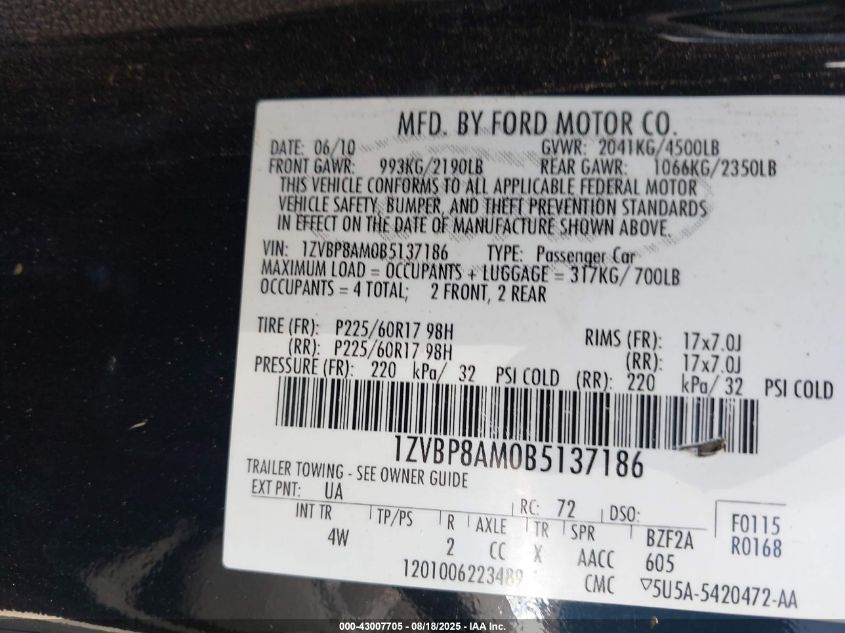 MFD. BY FORD MOTOR CO.
DATE: 06/10 GVWR: 2041KG/4500LB
FRONT GAWR: 993KG/2190LB REAR GAWR: 1066KG/2350LB
THIS VEHICLE CONFORMS TO ALL APPLICABLE FEDERAL MOTOR
VEHICLE SAFETY, BUMPER, AND THEFT PREVENTION STANDARDS
IN EFFECT ON THE DATE OF MANUFACTURE SHOWN ABOVE.
VIN: 1ZVBP8AM0B5137186 TYPE: Passenger Car
MAXIMUM LOAD = OCCUPANTS + LUGGAGE = 317KG/ 700LB
OCCUPANTS = 4 TOTAL; 2 FRONT, 2 REAR
TIRE (FR): P225/60R17 98H RIMS (FR): 17x7.0J
(RR): P225/60R17 98H (RR): 17x7.0J
PRESSURE (FR): 220 kPa/ 32 PSI COLD (RR): 220 kPa/ 32 PSI COLD
1ZVBP8AM0B5137186
TRAILER TOWING - SEE OWNER GUIDE
EXT PNT: UA RC: 72 DSO: F0115
INT TR TP/PS R AXLE TR SPR BZF2A R0168
4W 2 CC X AACC 605
1201006223489 CMC ▽5U5A-5420472-AA
000-43007705 - 08/18/2025 - IAA Inc.